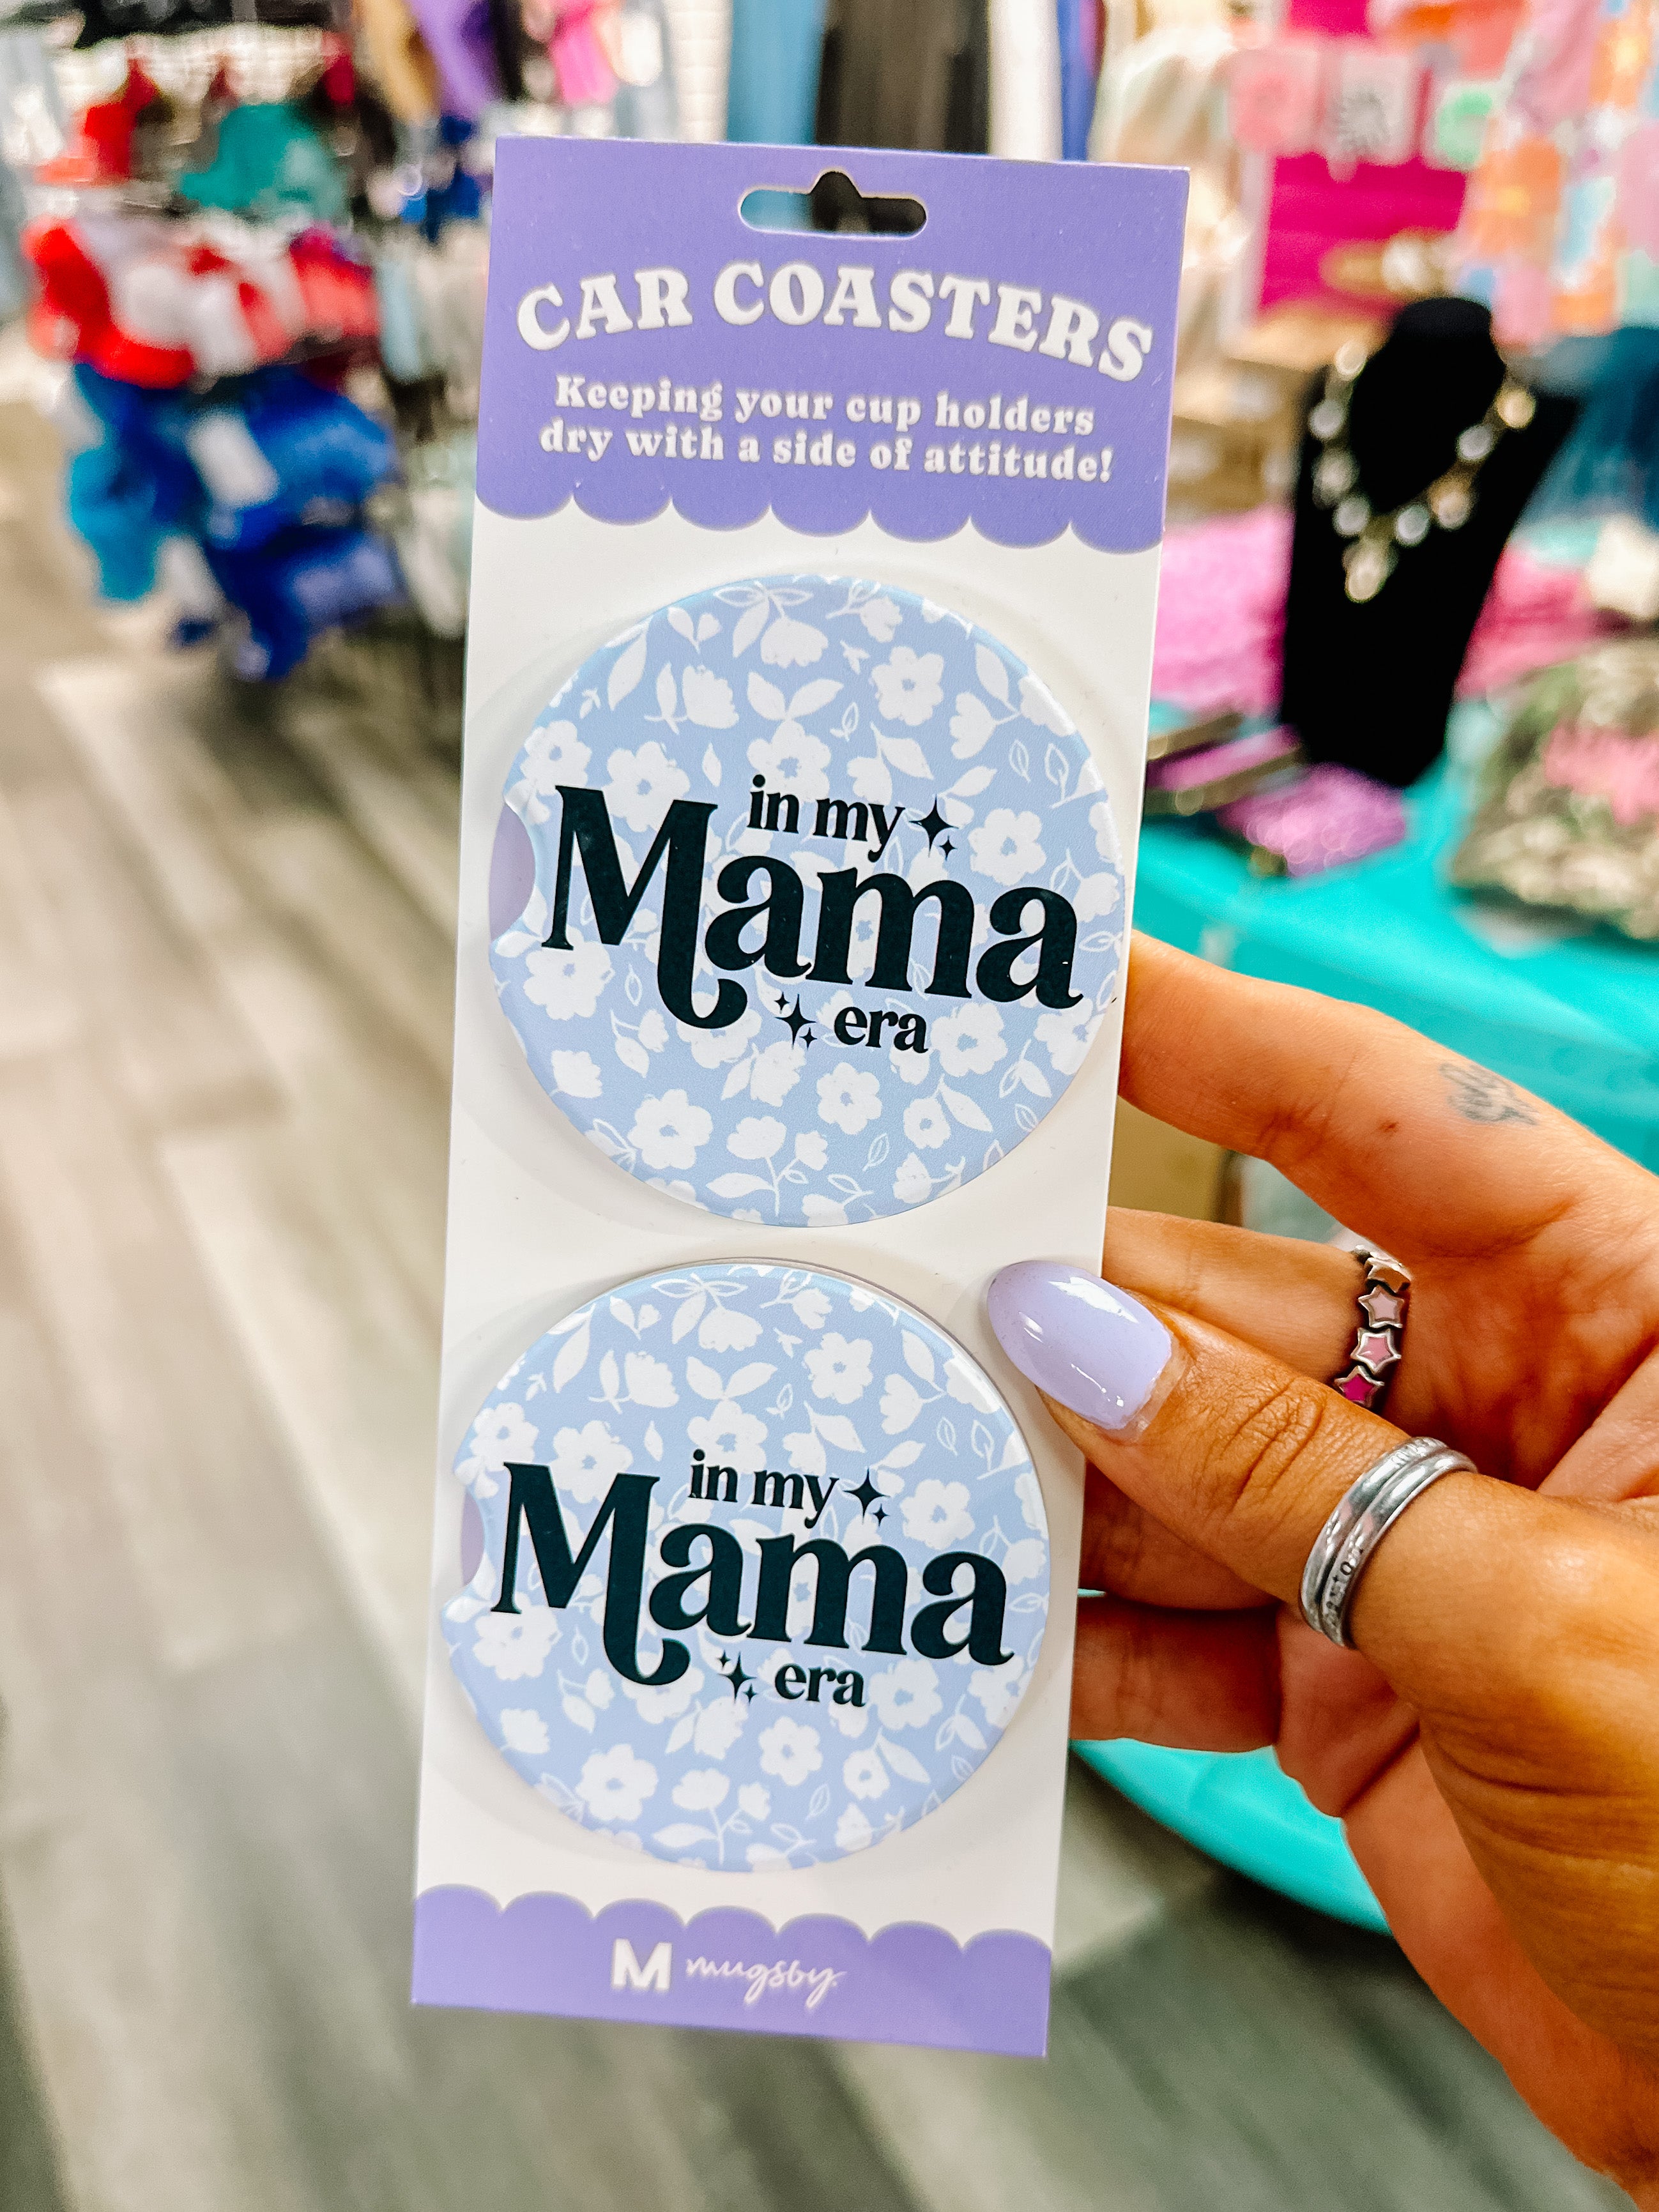 CAR COASTERS
Keeping your cup holders
dry with a side of attitude!
in my
Mama
era
in my
Mama
era
M mugsby.